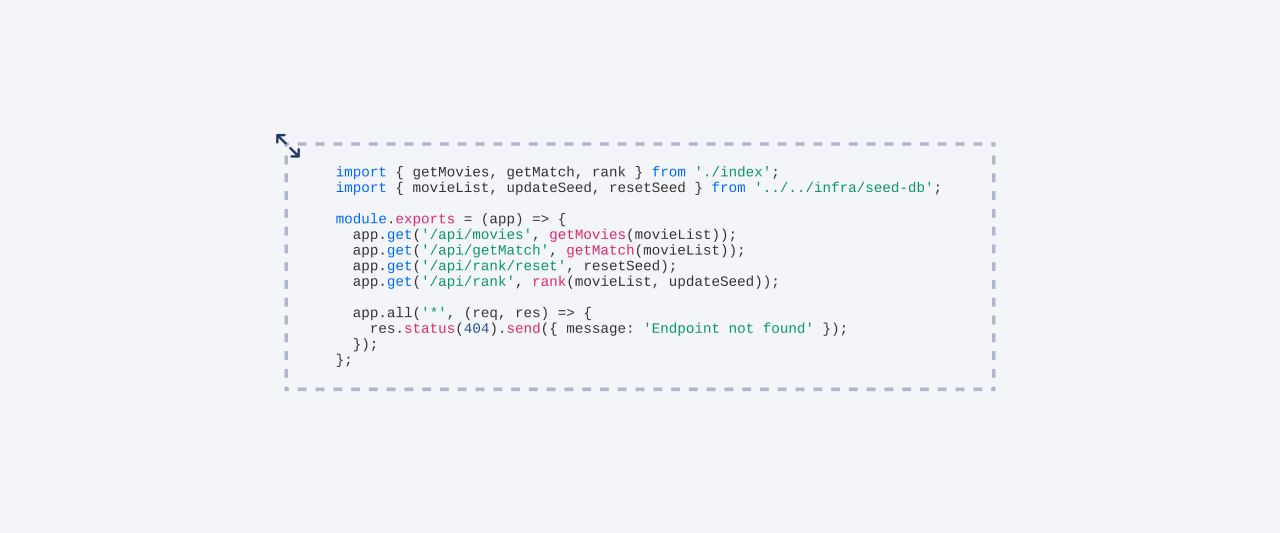 import { getMovies, getMatch, rank } from './index';
import { movieList, updateSeed, resetSeed } from '../../infra/seed-db';

module.exports = (app) => {
  app.get('/api/movies', getMovies(movieList));
  app.get('/api/getMatch', getMatch(movieList));
  app.get('/api/rank/reset', resetSeed);
  app.get('/api/rank', rank(movieList, updateSeed));

  app.all('*', (req, res) => {
    res.status(404).send({ message: 'Endpoint not found' });
  });
};